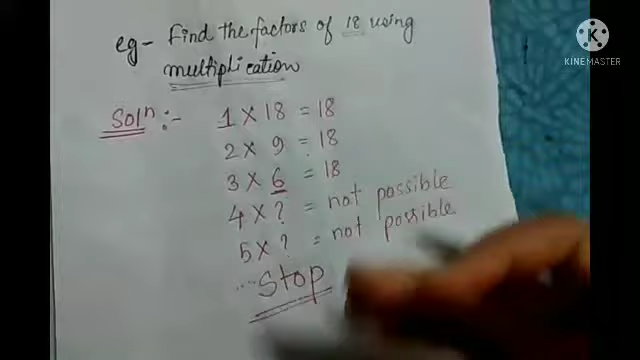 eg- Find the factors of 18 using
multiplication
Solⁿ :- 1 X 18 = 18
2 X 9 = 18
3 X 6 = 18
4 X ? = not possible
5 X ? = not possible
....Stop
KINEMASTER